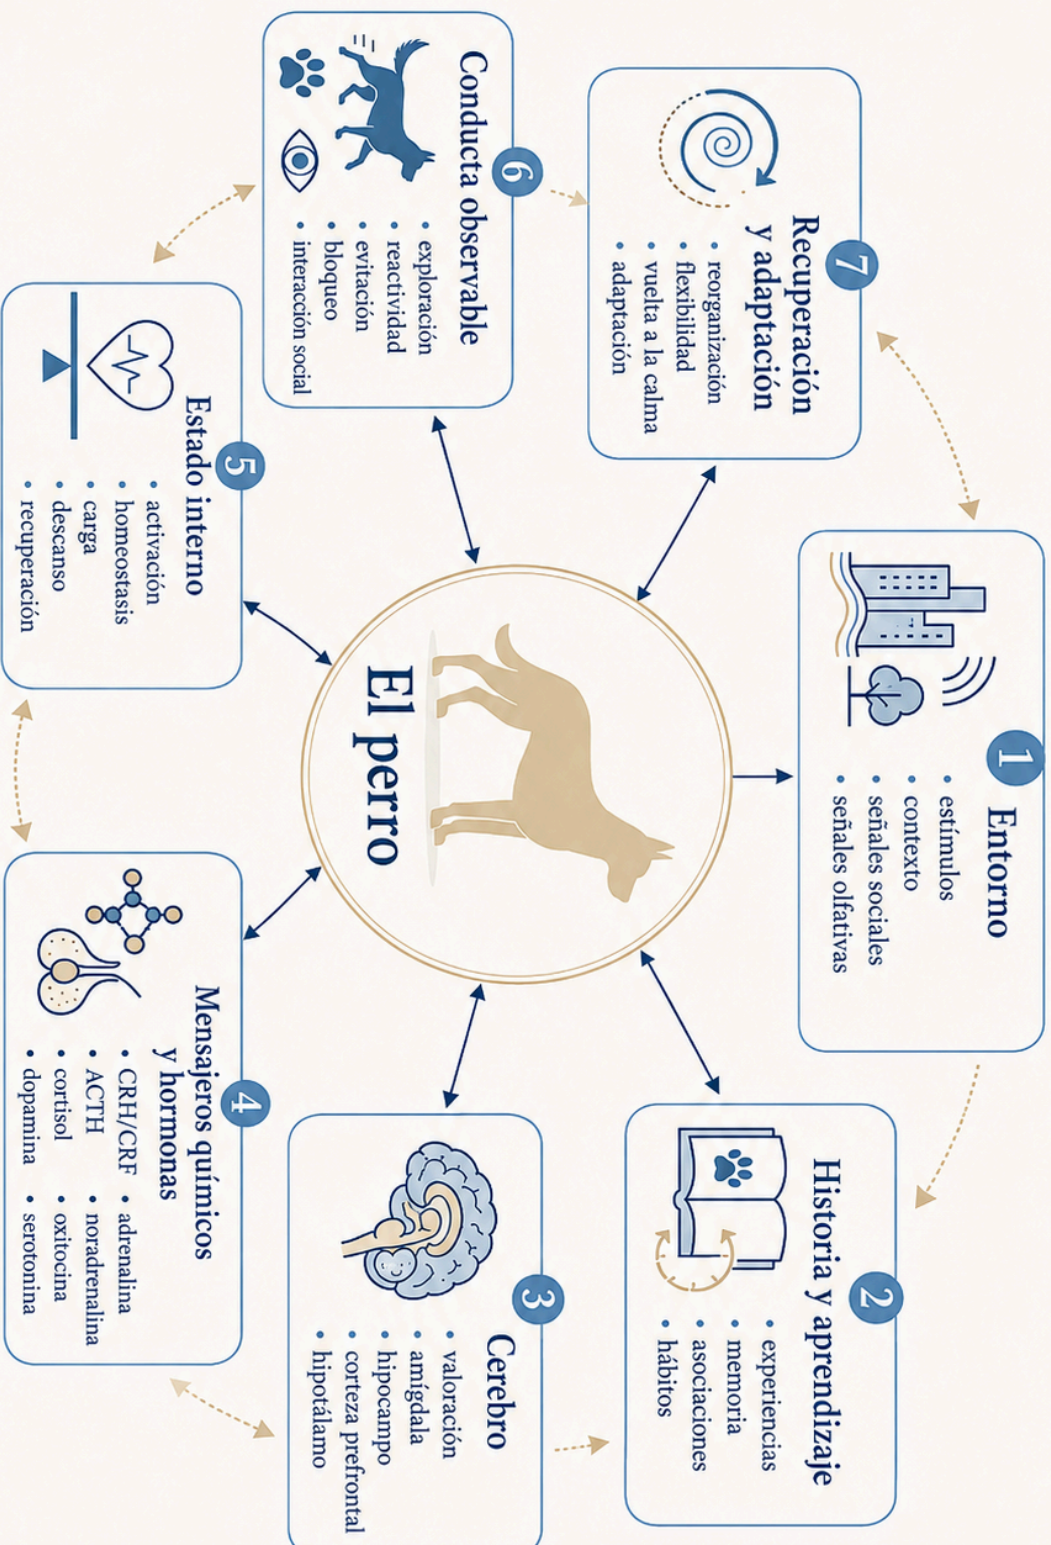 1
Entorno
• estímulos
• contexto
• señales sociales
• señales olfativas
2
Historia y aprendizaje
• experiencias
• memoria
• asociaciones
• hábitos
3
Cerebro
• valoración
• amígdala
• hipocampo
• corteza prefrontal
• hipotálamo
4
Mensajeros químicos
y hormonas
• CRH/CRF • adrenalina
• ACTH • noradrenalina
• cortisol • oxitocina
• dopamina • serotonina
5
Estado interno
• activación
• homeostasis
• carga
• descanso
• recuperación
6
Conducta observable
• exploración
• reactividad
• evitación
• bloqueo
• interacción social
7
Recuperación
y adaptación
• reorganización
• flexibilidad
• vuelta a la calma
• adaptación
El perro